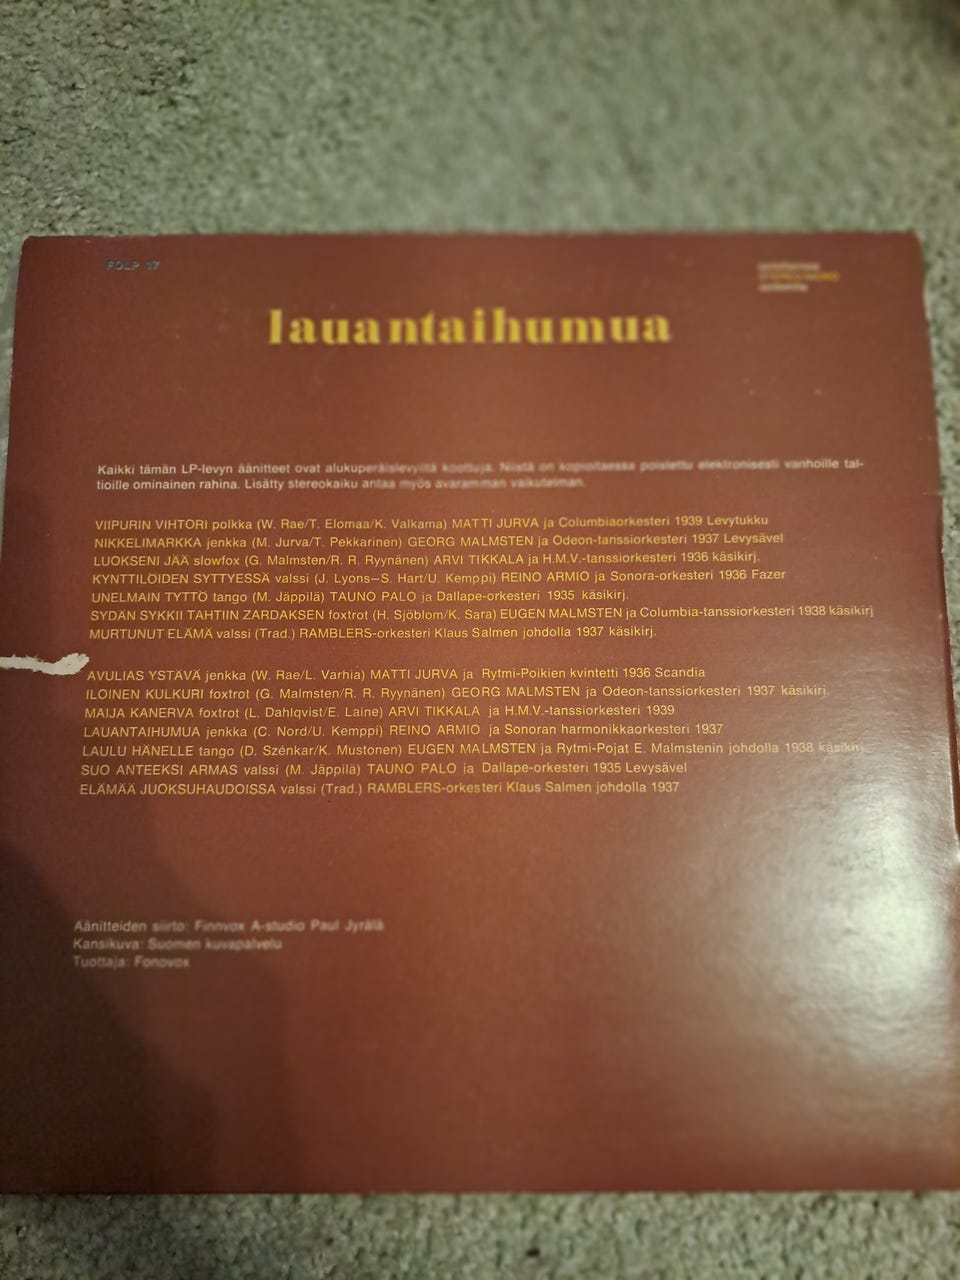 FOLP 17
lauantaihumua
Kaikki tämän LP-levyn äänitteet ovat alukuperäislevyiltä koottuja. Niistä on kopioitaessa poistettu elektronisesti vanhoille tal-
tioille ominainen rahina. Lisätty stereokaiku antaa myös avaramman vaikutelman.
VIIPURIN VIHTORI polkka (W. Rae/T. Elomaa/K. Valkama) MATTI JURVA ja Columbiaorkesteri 1939 Levytukku
NIKKELIMARKKA jenkka (M. Jurva/T. Pekkarinen) GEORG MALMSTEN ja Odeon-tanssiorkesteri 1937 Levysävel
LUOKSENI JÄÄ slowfox (G. Malmsten/R. R. Ryynänen) ARVI TIKKALA ja H.M.V.-tanssiorkesteri 1936 käsikirj.
KYNTTILÖIDEN SYTTYESSÄ valssi (J. Lyons–S. Hart/U. Kemppi) REINO ARMIO ja Sonora-orkesteri 1936 Fazer
UNELMAIN TYTTÖ tango (M. Jäppilä) TAUNO PALO ja Dallape-orkesteri 1935 käsikirj.
SYDÄN SYKKII TAHTIIN ZARDAKSEN foxtrot (H. Sjöblom/K. Sara) EUGEN MALMSTEN ja Columbia-tanssiorkesteri 1938 käsikirj
MURTUNUT ELÄMÄ valssi (Trad.) RAMBLERS-orkesteri Klaus Salmen johdolla 1937 käsikirj.
AVULIAS YSTÄVÄ jenkka (W. Rae/L. Varhia) MATTI JURVA ja Rytmi-Poikien kvintetti 1936 Scandia
ILOINEN KULKURI foxtrot (G. Malmsten/R. R. Ryynänen) GEORG MALMSTEN ja Odeon-tanssiorkesteri 1937 käsikirj.
MAIJA KANERVA foxtrot (L. Dahlqvist/E. Laine) ARVI TIKKALA ja H.M.V.-tanssiorkesteri 1939
LAUANTAIHUMUA jenkka (C. Nord/U. Kemppi) REINO ARMIO ja Sonoran harmonikkaorkesteri 1937
LAULU HÄNELLE tango (D. Szénkar/K. Mustonen) EUGEN MALMSTEN ja Rytmi-Pojat E. Malmstenin johdolla 1938 käsikirj.
SUO ANTEEKSI ARMAS valssi (M. Jäppilä) TAUNO PALO ja Dallape-orkesteri 1935 Levysävel
ELÄMÄÄ JUOKSUHAUDOISSA valssi (Trad.) RAMBLERS-orkesteri Klaus Salmen johdolla 1937
Äänitteiden siirto: Finnvox A-studio Paul Jyrälä
Kansikuva: Suomen kuvapalvelu
Tuottaja: Fonovox